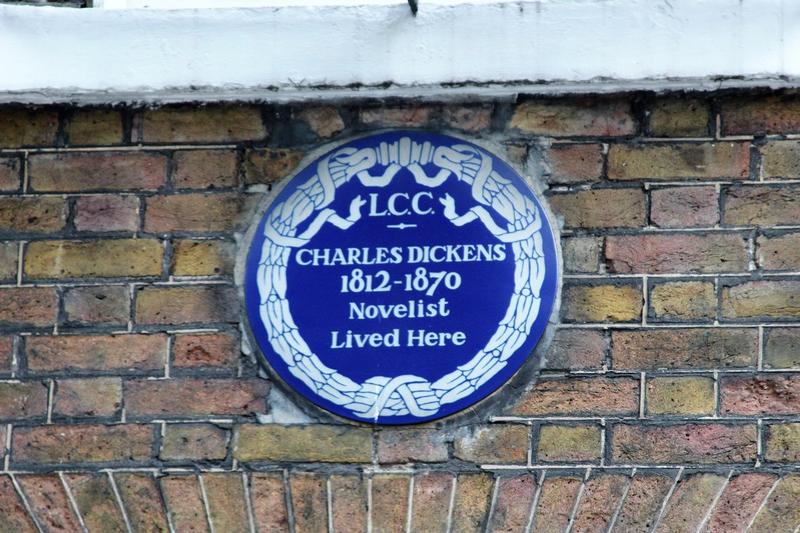 L.C.C.
CHARLES DICKENS
1812-1870
Novelist
Lived Here